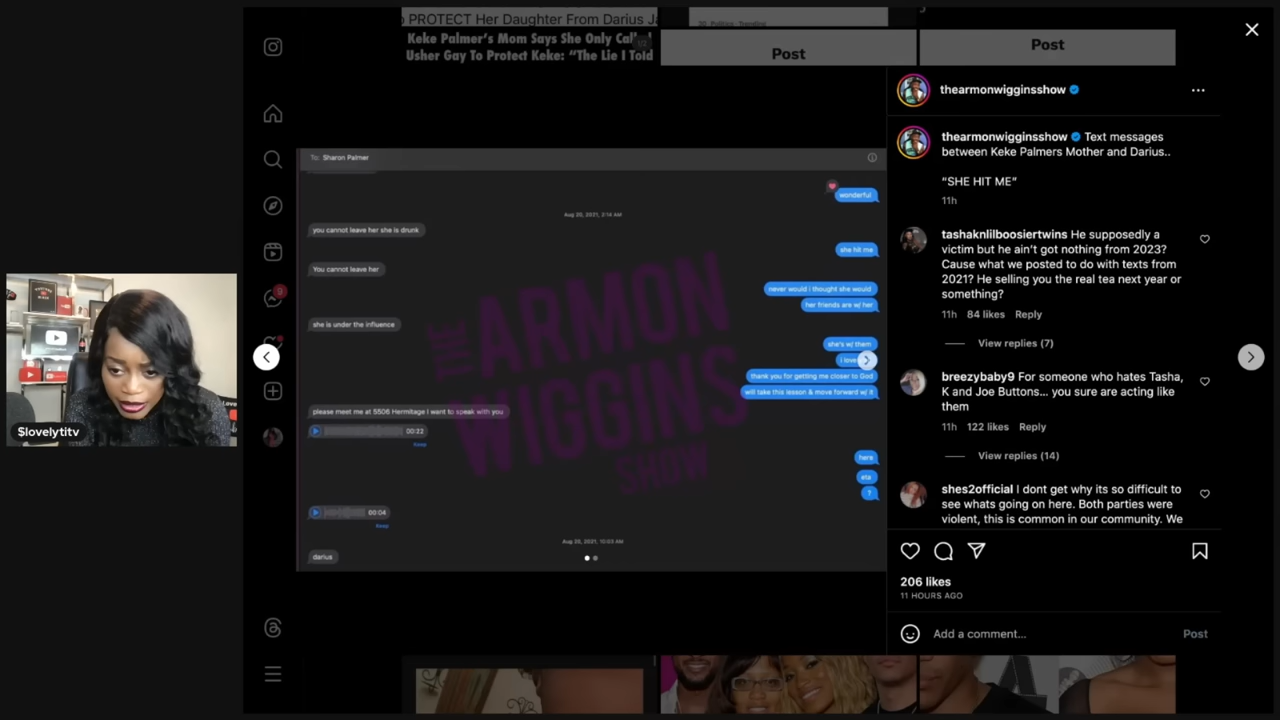 PROTECT Her Daughter From Darius Ja
Keke Palmer's Mom Says She Only Call
Usher Gay To Protect Keke: "The Lie I Told
Post
Post
thearmonwigginsshow
thearmonwigginsshow Text messages
between Keke Palmers Mother and Darius..
"SHE HIT ME"
11h
To: Sharon Palmer
wonderful
Aug 20, 2021, 2:14 AM
you cannot leave her she is drunk
she hit me
You cannot leave her
never would i thought she would
her friends are w/ her
she is under the influence
she's w/ them
i love
thank you for getting me closer to God
will take this lesson & move forward w/ it
please meet me at 5506 Hermitage I want to speak with you
00:22
Keep
here
eta
?
00:04
Keep
Aug 20, 2021, 10:03 AM
darius
THE
ARMON
WIGGINS
SHOW
$lovelytitv
9
tashaknlilboosiertwins He supposedly a
victim but he ain't got nothing from 2023?
Cause what we posted to do with texts from
2021? He selling you the real tea next year or
something?
11h 84 likes Reply
View replies (7)
breezybaby9 For someone who hates Tasha,
K and Joe Buttons... you sure are acting like
them
11h 122 likes Reply
View replies (14)
shes2official I dont get why its so difficult to
see whats going on here. Both parties were
violent, this is common in our community. We
206 likes
11 HOURS AGO
Add a comment...
Post